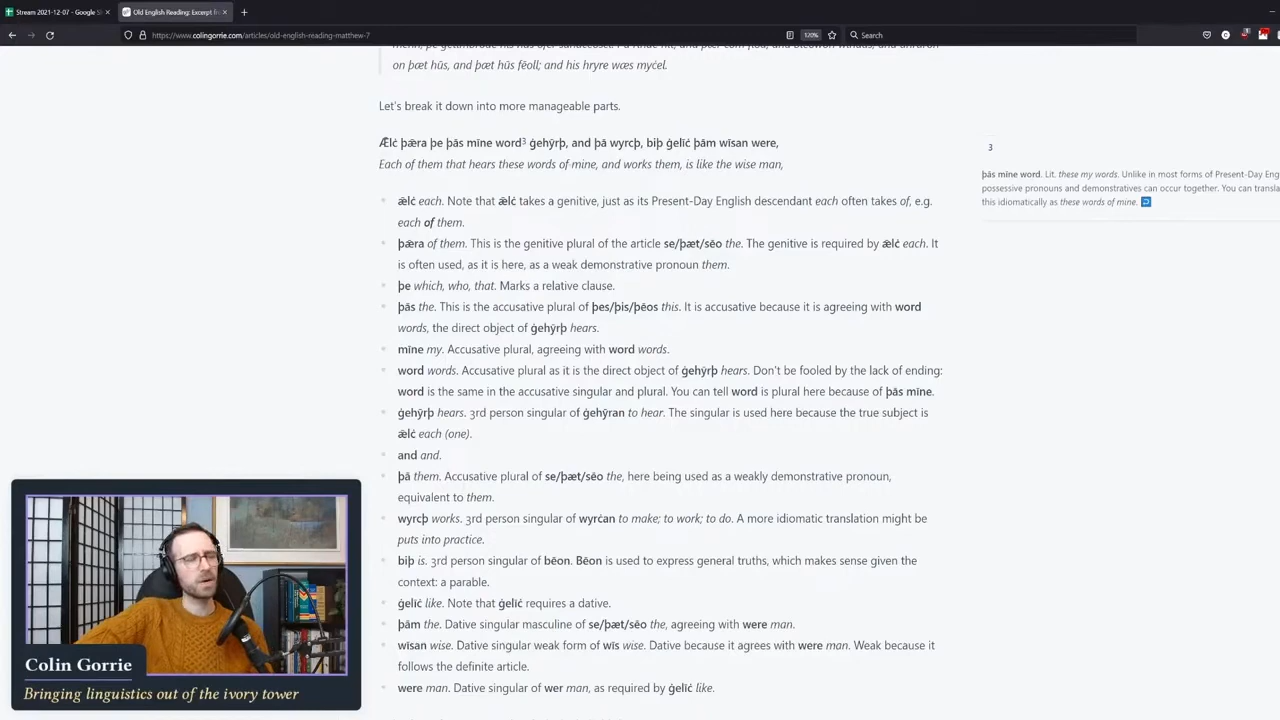 Stream 2021-12-07 - Google S
Old English Reading: Excerpt fr
https://www.colingorrie.com/articles/old-english-reading-matthew-7
120%
Search
on þæt hūs, and þæt hūs fēoll; and his hryre wæs myċel.
Let's break it down into more manageable parts.
Ǣlċ þǣra þe þās mīne word3 ġehȳrþ, and þā wyrcþ, biþ ġelīċ þām wīsan were,
Each of them that hears these words of mine, and works them, is like the wise man,
3
þās mīne word. Lit. these my words. Unlike in most forms of Present-Day Eng
possessive pronouns and demonstratives can occur together. You can transla
this idiomatically as these words of mine.
ǣlċ each. Note that ǣlċ takes a genitive, just as its Present-Day English descendant each often takes of, e.g.
each of them.
þǣra of them. This is the genitive plural of the article se/þæt/sēo the. The genitive is required by ǣlċ each. It
is often used, as it is here, as a weak demonstrative pronoun them.
þe which, who, that. Marks a relative clause.
þās the. This is the accusative plural of þes/þis/þēos this. It is accusative because it is agreeing with word
words, the direct object of ġehȳrþ hears.
mīne my. Accusative plural, agreeing with word words.
word words. Accusative plural as it is the direct object of ġehȳrþ hears. Don't be fooled by the lack of ending:
word is the same in the accusative singular and plural. You can tell word is plural here because of þās mīne.
ġehȳrþ hears. 3rd person singular of ġehȳran to hear. The singular is used here because the true subject is
ǣlċ each (one).
and and.
þā them. Accusative plural of se/þæt/sēo the, here being used as a weakly demonstrative pronoun,
equivalent to them.
wyrcþ works. 3rd person singular of wyrċan to make; to work; to do. A more idiomatic translation might be
puts into practice.
biþ is. 3rd person singular of bēon. Bēon is used to express general truths, which makes sense given the
context: a parable.
ġelīċ like. Note that ġelīċ requires a dative.
þām the. Dative singular masculine of se/þæt/sēo the, agreeing with were man.
wīsan wise. Dative singular weak form of wīs wise. Dative because it agrees with were man. Weak because it
follows the definite article.
were man. Dative singular of wer man, as required by ġelīċ like.
Colin Gorrie
Bringing linguistics out of the ivory tower